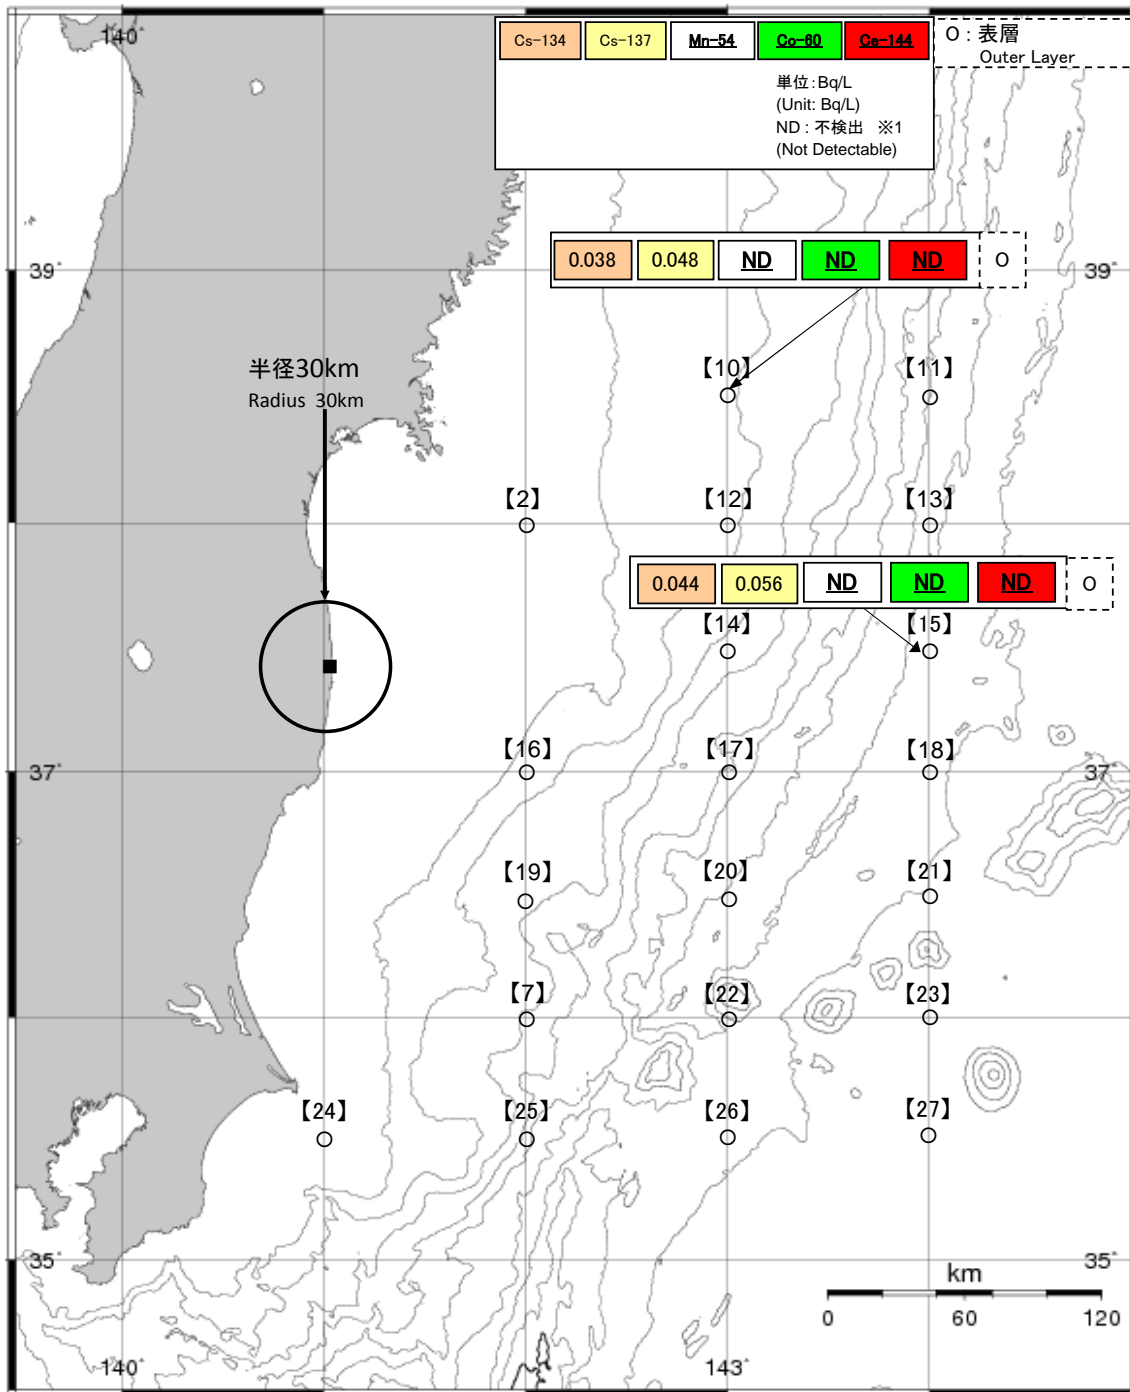 140°
Cs-134 Cs-137 Mn-54 Co-60 Ce-144
O : 表層
Outer Layer
単位:Bq/L
(Unit: Bq/L)
ND : 不検出 ※1
(Not Detectable)
0.038 0.048 ND ND ND O
39° 39°
半径30km
Radius 30km
【10】 【11】
【2】 【12】 【13】
0.044 0.056 ND ND ND O
【14】 【15】
【16】 【17】 【18】
37° 37°
【19】 【20】 【21】
【7】 【22】 【23】
【24】 【25】 【26】 【27】
35° 35°
km
0 60 120
140° 143°